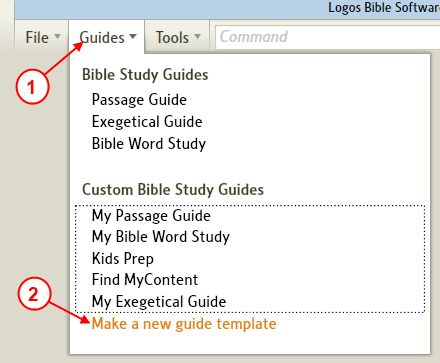 Logos Bible Software
File Guides Tools Command
1
Bible Study Guides
Passage Guide
Exegetical Guide
Bible Word Study
Custom Bible Study Guides
My Passage Guide
My Bible Word Study
Kids Prep
Find MyContent
My Exegetical Guide
2
Make a new guide template